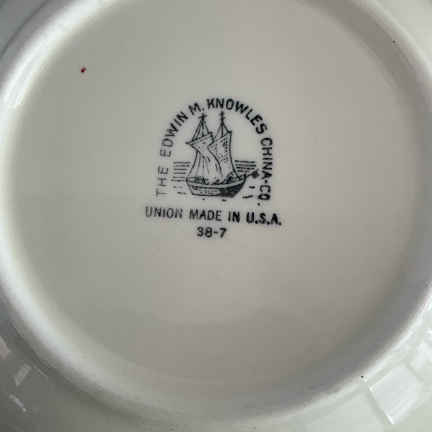 THE EDWIN M. KNOWLES CHINA CO.
UNION MADE IN U.S.A.
38-7